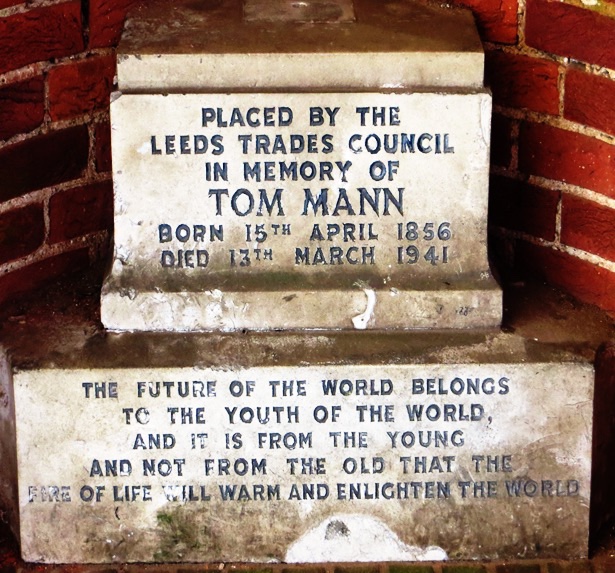 PLACED BY THE
LEEDS TRADES COUNCIL
IN MEMORY OF
TOM MANN
BORN 15TH APRIL 1856
DIED 13TH MARCH 1941
THE FUTURE OF THE WORLD BELONGS
TO THE YOUTH OF THE WORLD,
AND IT IS FROM THE YOUNG
AND NOT FROM THE OLD THAT THE
FIRE OF LIFE WILL WARM AND ENLIGHTEN THE WORLD